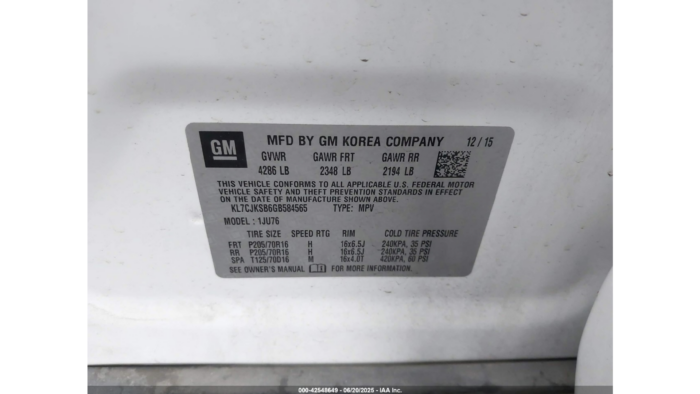 GM MFD BY GM KOREA COMPANY 12 / 15
GVWR GAWR FRT GAWR RR
4286 LB 2348 LB 2194 LB
THIS VEHICLE CONFORMS TO ALL APPLICABLE U.S. FEDERAL MOTOR
VEHICLE SAFETY AND THEFT PREVENTION STANDARDS IN EFFECT
ON THE DATE OF MANUFACTURE SHOWN ABOVE.
KL7CJKSB6GB584565 TYPE: MPV
MODEL : 1JU76
TIRE SIZE SPEED RTG RIM COLD TIRE PRESSURE
FRT P205/70R16 H 16x6.5J 240KPA, 35 PSI
RR P205/70R16 H 16x6.5J 240KPA, 35 PSI
SPA T125/70D16 M 16x4.0T 420KPA, 60 PSI
SEE OWNER'S MANUAL FOR MORE INFORMATION.
000-42548649 - 06/20/2025 - IAA Inc.